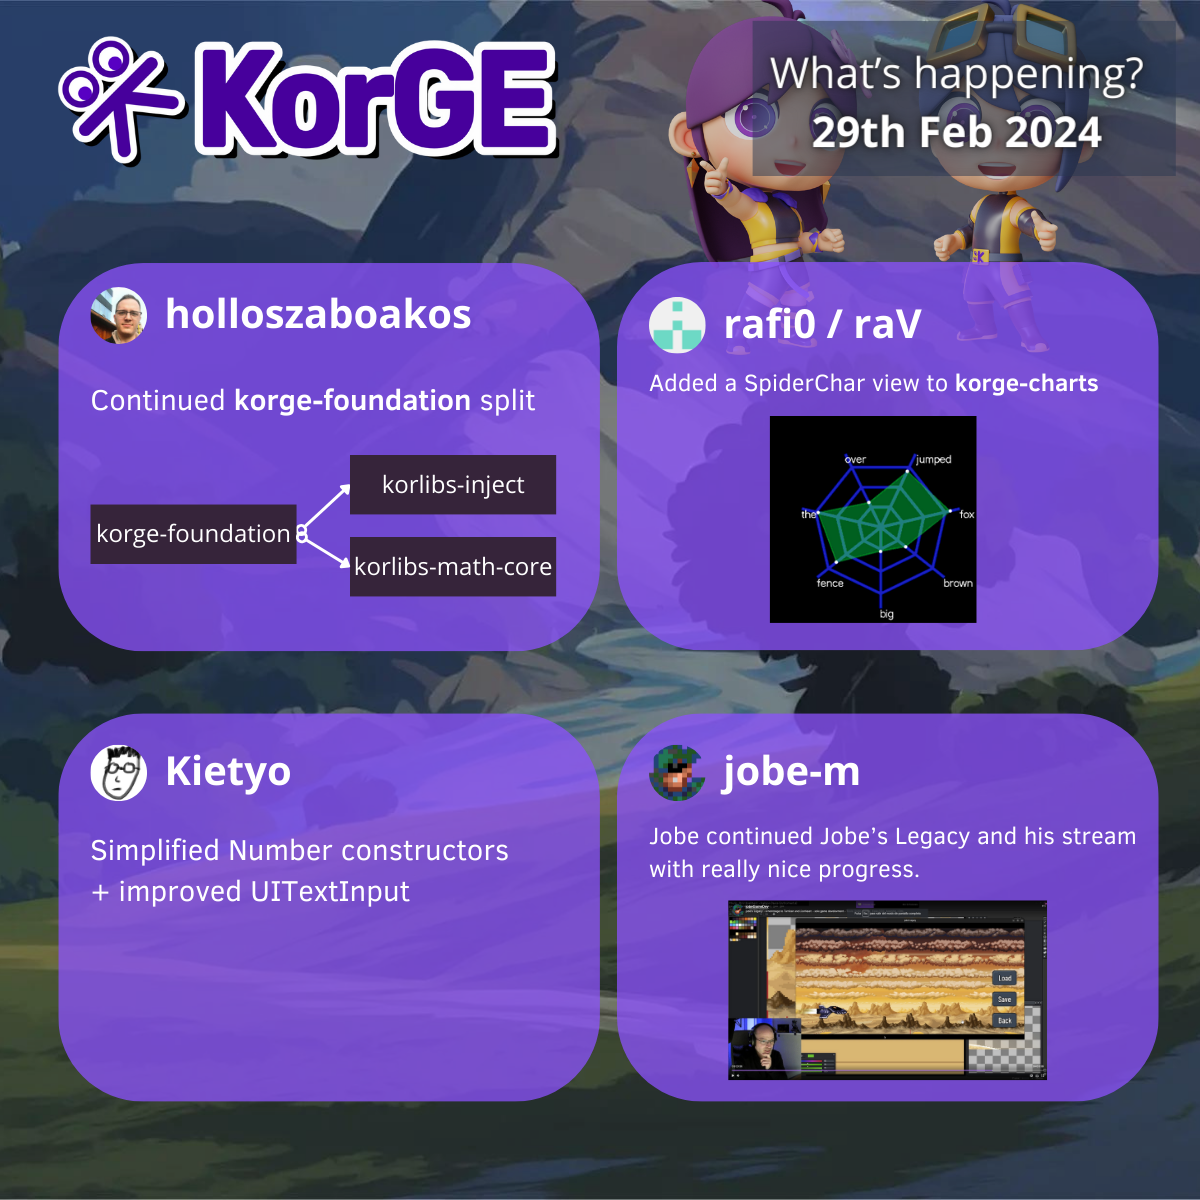 KorGE
What's happening?
29th Feb 2024
holloszaboakos
Continued korge-foundation split
korlibs-inject
korge-foundation
korlibs-math-core
rafi0 / raV
Added a SpiderChar view to korge-charts
over
jumped
the
fox
fence
brown
big
Kietyo
Simplified Number constructors
+ improved UITextInput
jobe-m
Jobe continued Jobe's Legacy and his stream
with really nice progress.
Load
Save
Back